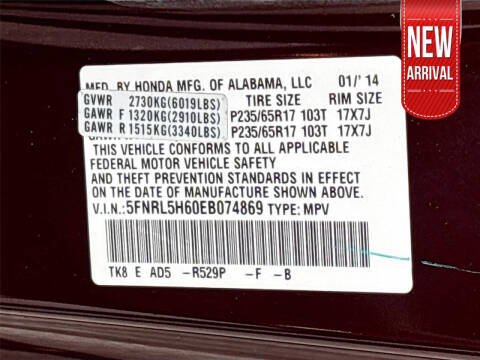 NEW
ARRIVAL
MFD. BY HONDA MFG. OF ALABAMA, LLC 01/'14
GVWR 2730KG(6019LBS) TIRE SIZE RIM SIZE
GAWR F 1320KG(2910LBS) P235/65R17 103T 17X7J
GAWR R 1515KG(3340LBS) P235/65R17 103T 17X7J
THIS VEHICLE CONFORMS TO ALL APPLICABLE
FEDERAL MOTOR VEHICLE SAFETY
AND THEFT PREVENTION STANDARDS IN EFFECT
ON THE DATE OF MANUFACTURE SHOWN ABOVE.
V.I.N.: 5FNRL5H60EB074869 TYPE: MPV
TK8 E AD5 -R529P -F -B